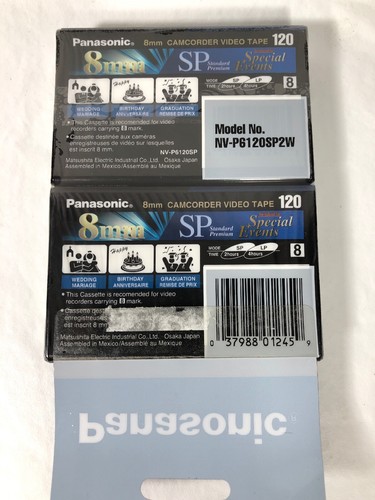 Panasonic® 8mm CAMCORDER VIDEO TAPE 120
8mm SP Standard Premium Special Events
MODE SP LP
TIME 2hours 4hours
8
WEDDING MARIAGE
Happy
BIRTHDAY ANNIVERSAIRE
GRADUATION REMISE DE PRIX
• This Cassette is recommended for video
recorders carrying 8 mark.
• Cassette destinée aux caméras
enregistreuses de vidéo sur lesquelles
est inscrit 8 mm. NV-P6120SP
Matsushita Electric Industrial Co., Ltd. Osaka Japan
Assembled in Mexico/Assemblé au Mexique
Model No.
NV-P6120SP2W
Panasonic® 8mm CAMCORDER VIDEO TAPE 120
8mm SP Standard Premium Special Events
MODE SP LP
TIME 2hours 4hours
8
WEDDING MARIAGE
Happy
BIRTHDAY ANNIVERSAIRE
GRADUATION REMISE DE PRIX
• This Cassette is recommended for video
recorders carrying 8 mark.
• Cassette
enregistreuses
est inscrit 8 mm.
Matsushita Electric Industrial Co., Ltd. Osaka Japan
Assembled in Mexico/Assemblé au Mexique
0 37988 01245 9
Panasonic